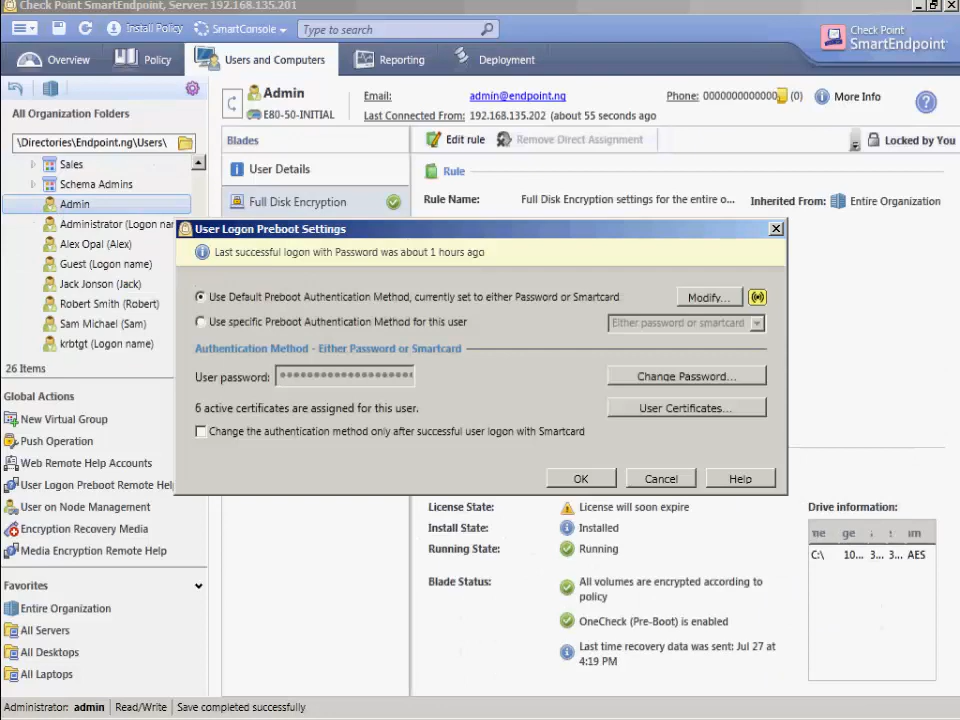 Check Point SmartEndpoint, Server: 192.168.135.201
Install Policy
SmartConsole
Type to search
Check Point
SmartEndpoint
Overview
Policy
Users and Computers
Reporting
Deployment
All Organization Folders
\Directories\Endpoint.ng\Users\
Sales
Schema Admins
Admin
Administrator (Logon nam
Alex Opal (Alex)
Guest (Logon name)
Jack Jonson (Jack)
Robert Smith (Robert)
Sam Michael (Sam)
krbtgt (Logon name)
26 Items
Global Actions
New Virtual Group
Push Operation
Web Remote Help Accounts
User Logon Preboot Remote Help
User on Node Management
Encryption Recovery Media
Media Encryption Remote Help
Favorites
Entire Organization
All Servers
All Desktops
All Laptops
Admin
E80-50-INITIAL
Email: admin@endpoint.ng
Phone: 0000000000000 (0)
More Info
Last Connected From: 192.168.135.202 (about 55 seconds ago
Blades
User Details
Full Disk Encryption
Edit rule
Remove Direct Assignment
Locked by You
Rule
Rule Name: Full Disk Encryption settings for the entire o...
Inherited From: Entire Organization
User Logon Preboot Settings
Last successful logon with Password was about 1 hours ago
Use Default Preboot Authentication Method, currently set to either Password or Smartcard
Modify...
Use specific Preboot Authentication Method for this user
Either password or smartcard
Authentication Method - Either Password or Smartcard
User password:
Change Password...
6 active certificates are assigned for this user.
User Certificates...
Change the authentication method only after successful user logon with Smartcard
OK
Cancel
Help
License State: License will soon expire
Install State: Installed
Running State: Running
Blade Status: All volumes are encrypted according to
policy
OneCheck (Pre-Boot) is enabled
Last time recovery data was sent: Jul 27 at
4:19 PM
Drive information:
me ge im
C:\ 10... 3... 3... AES
Administrator: admin
Read/Write
Save completed successfully